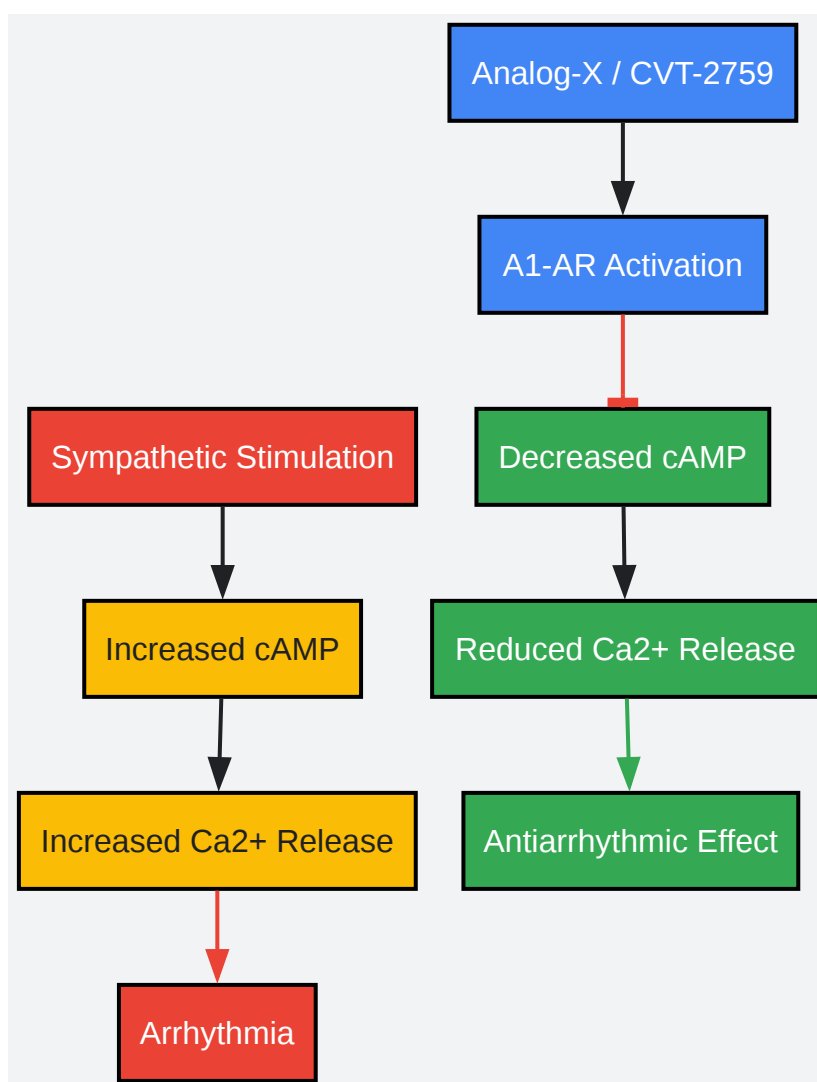 Analog-X / CVT-2759
A1-AR Activation
Sympathetic Stimulation
Decreased cAMP
Increased cAMP
Reduced Ca2+ Release
Increased Ca2+ Release
Antiarrhythmic Effect
Arrhythmia